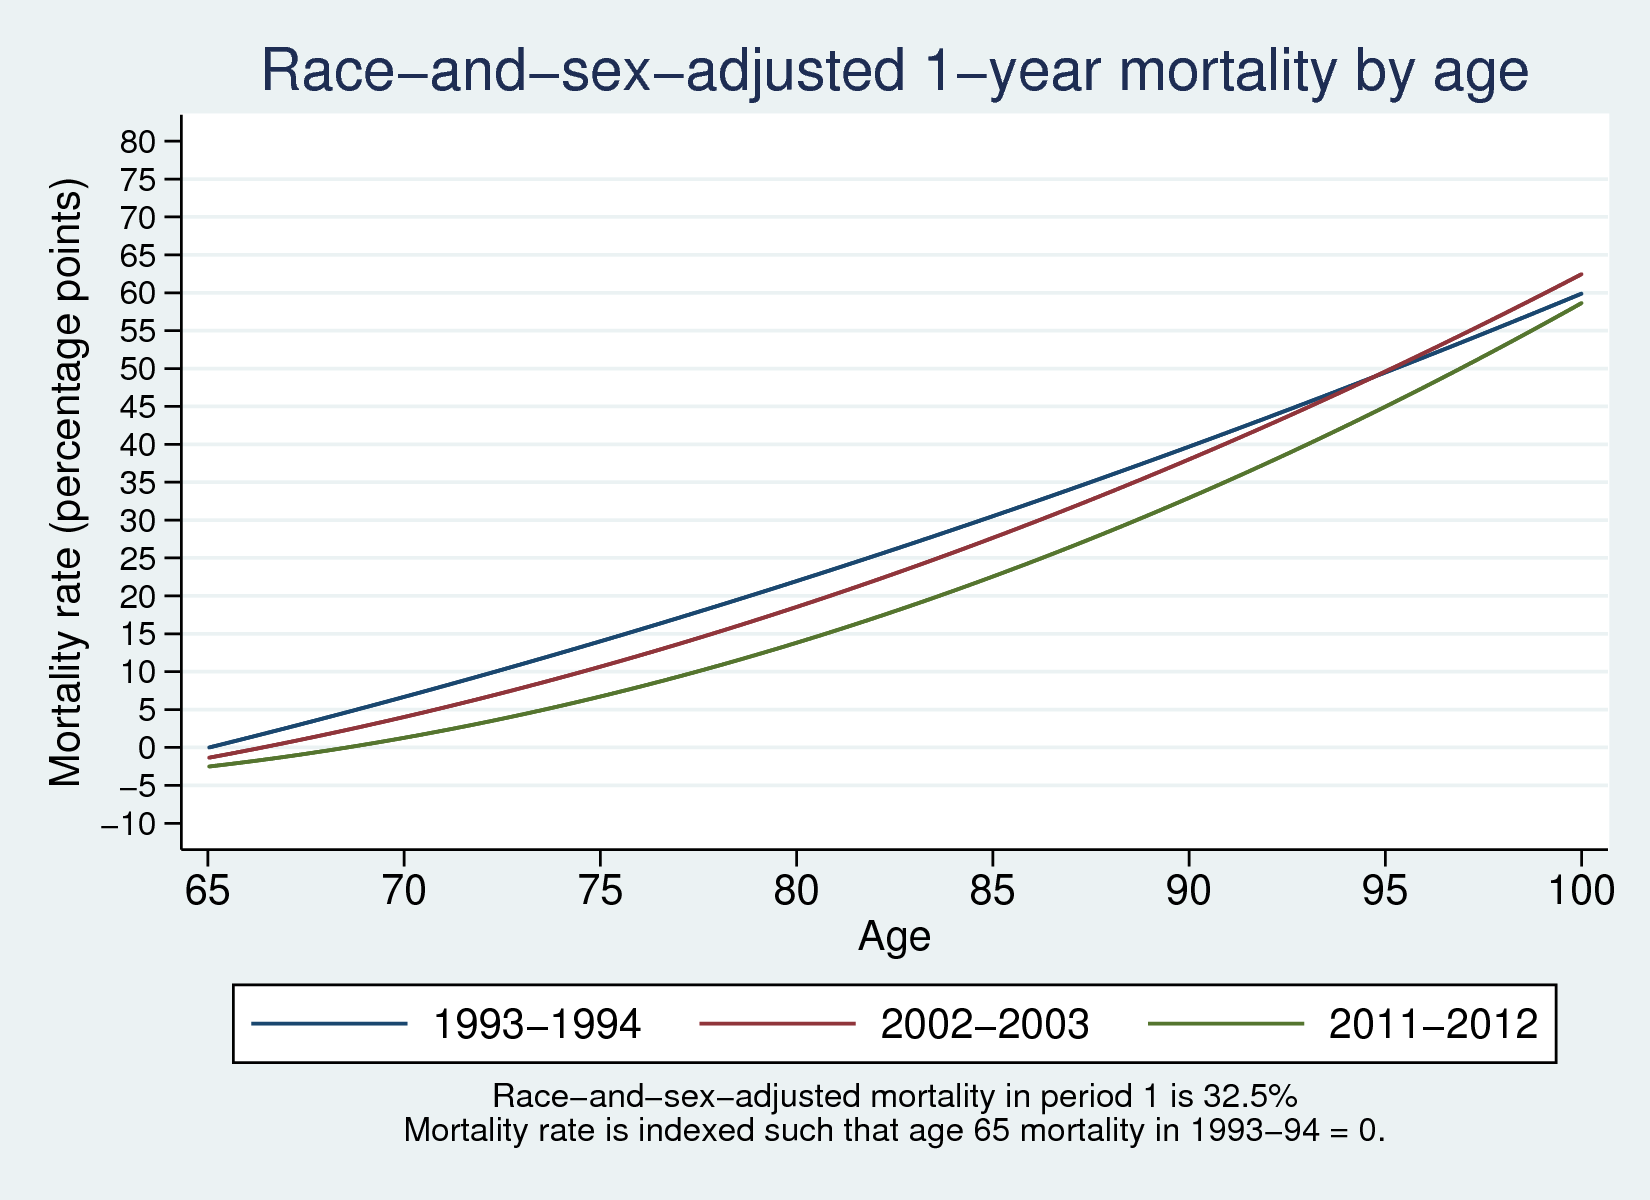 Race–and–sex–adjusted 1–year mortality by age
Mortality rate (percentage points)
80
75
70
65
60
55
50
45
40
35
30
25
20
15
10
5
0
–5
–10
65 70 75 80 85 90 95 100
Age
1993–1994 2002–2003 2011–2012
Race–and–sex–adjusted mortality in period 1 is 32.5%
Mortality rate is indexed such that age 65 mortality in 1993–94 = 0.